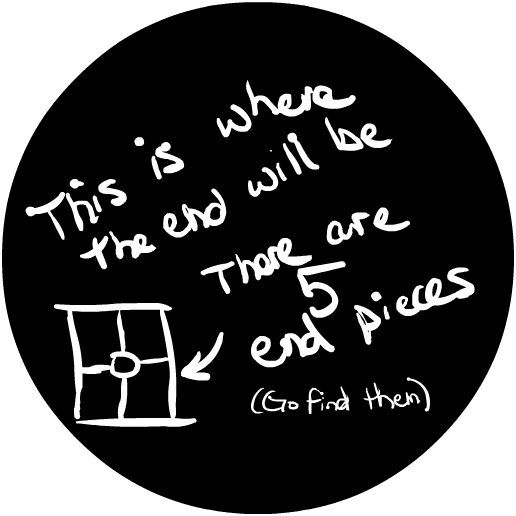 This is where
the end will be
There are
5
end pieces
(Go find them)